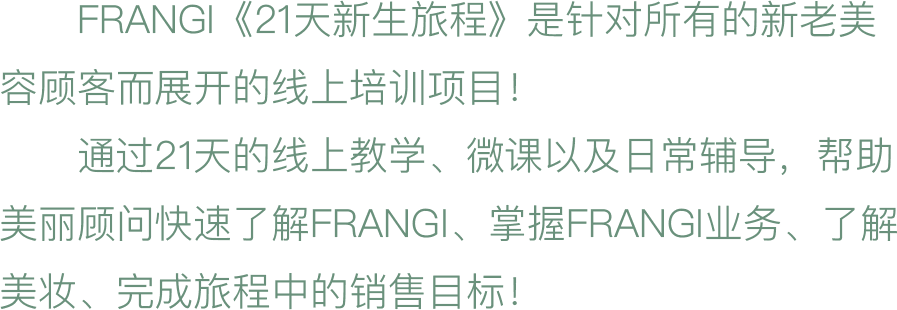 FRANGI《21天新生旅程》是针对所有的新老美
容顾客而展开的线上培训项目！
通过21天的线上教学、微课以及日常辅导，帮助
美丽顾问快速了解FRANGI、掌握FRANGI业务、了解
美妆、完成旅程中的销售目标！